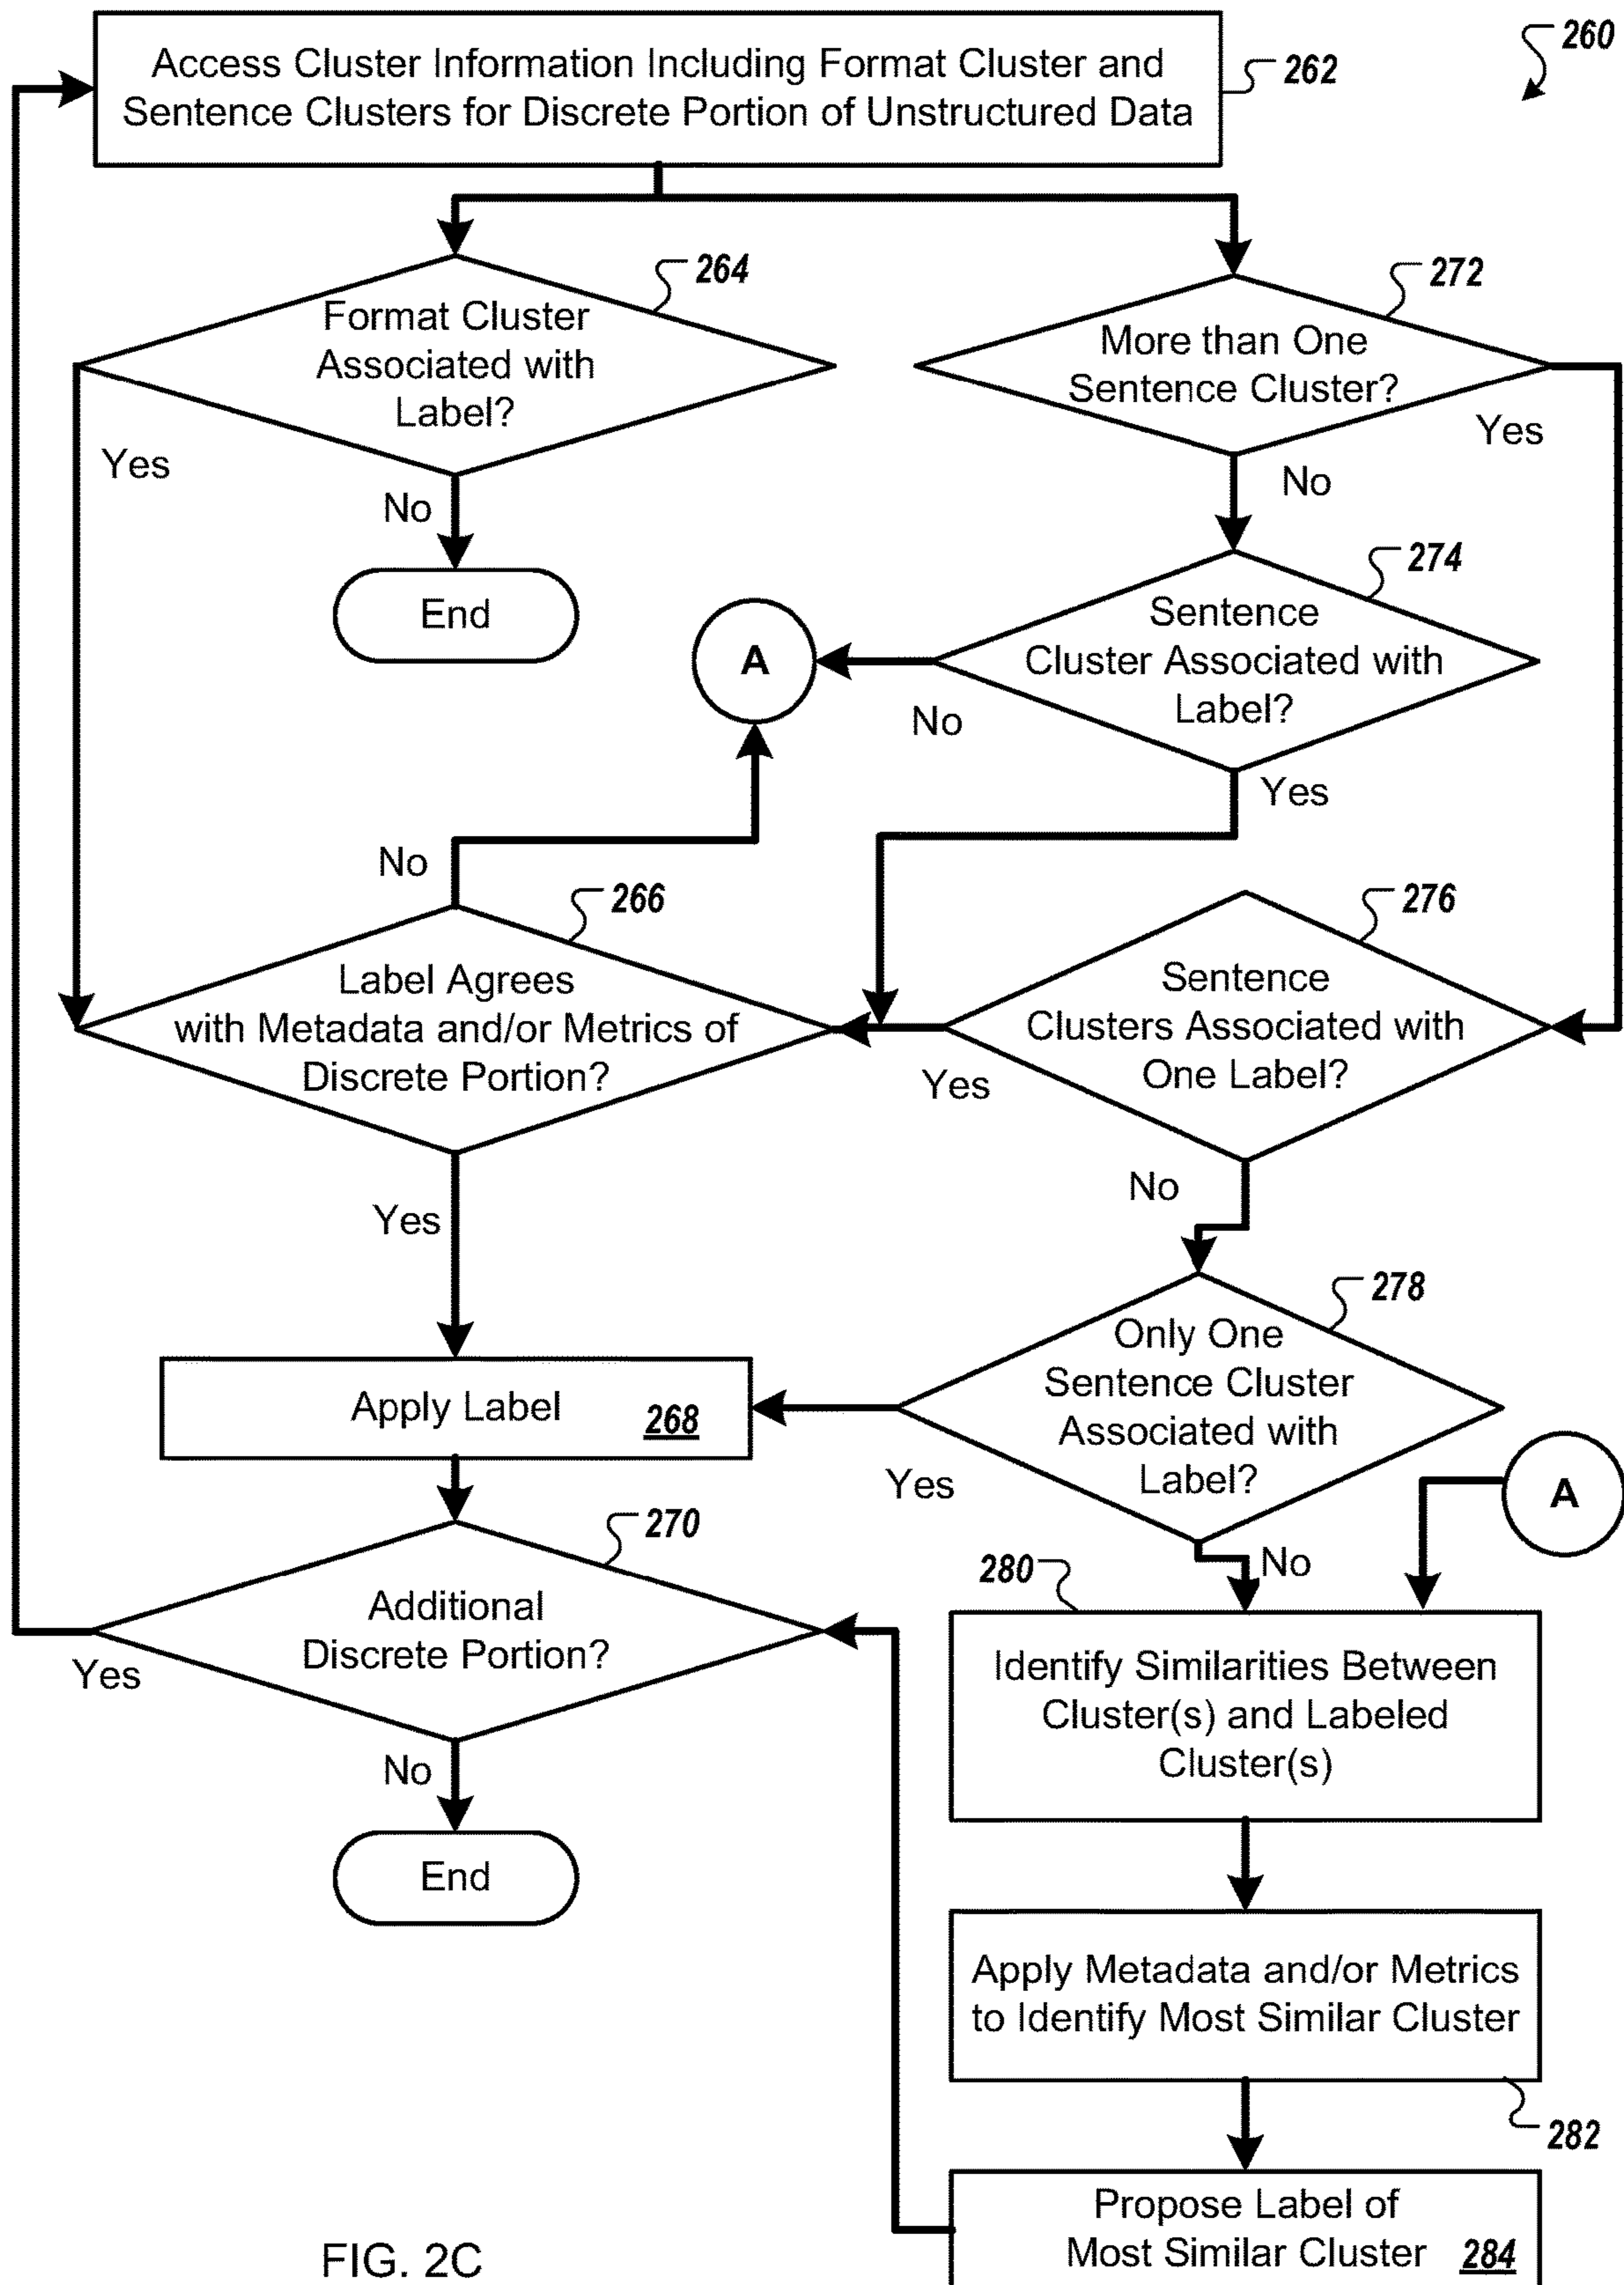 260
Access Cluster Information Including Format Cluster and
Sentence Clusters for Discrete Portion of Unstructured Data
262
264
Format Cluster
Associated with
Label?
Yes
No
End
272
More than One
Sentence Cluster?
Yes
No
274
Sentence
Cluster Associated with
Label?
No
Yes
A
No
266
Label Agrees
with Metadata and/or Metrics of
Discrete Portion?
Yes
276
Sentence
Clusters Associated with
One Label?
Yes
No
278
Only One
Sentence Cluster
Associated with
Label?
Yes
No
Apply Label
268
270
Additional
Discrete Portion?
Yes
No
End
A
280
Identify Similarities Between
Cluster(s) and Labeled
Cluster(s)
Apply Metadata and/or Metrics
to Identify Most Similar Cluster
282
Propose Label of
Most Similar Cluster
284
FIG. 2C